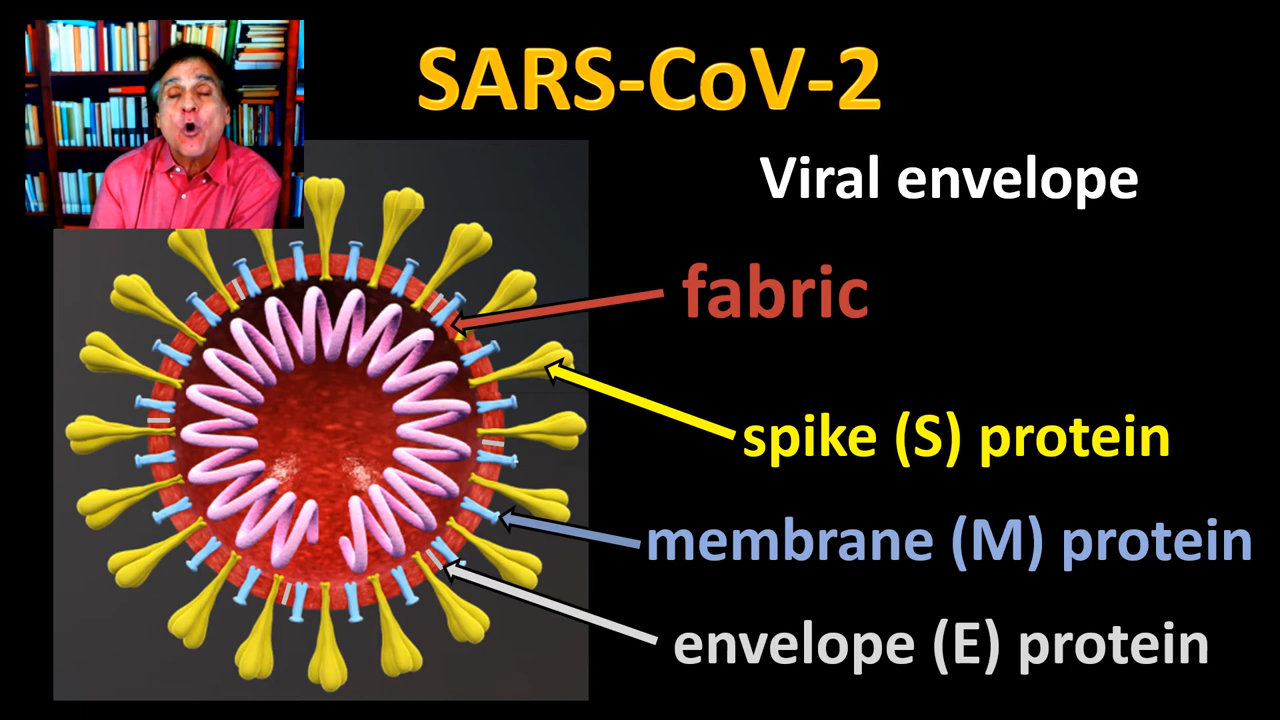 SARS-CoV-2
Viral envelope
fabric
spike (S) protein
membrane (M) protein
envelope (E) protein